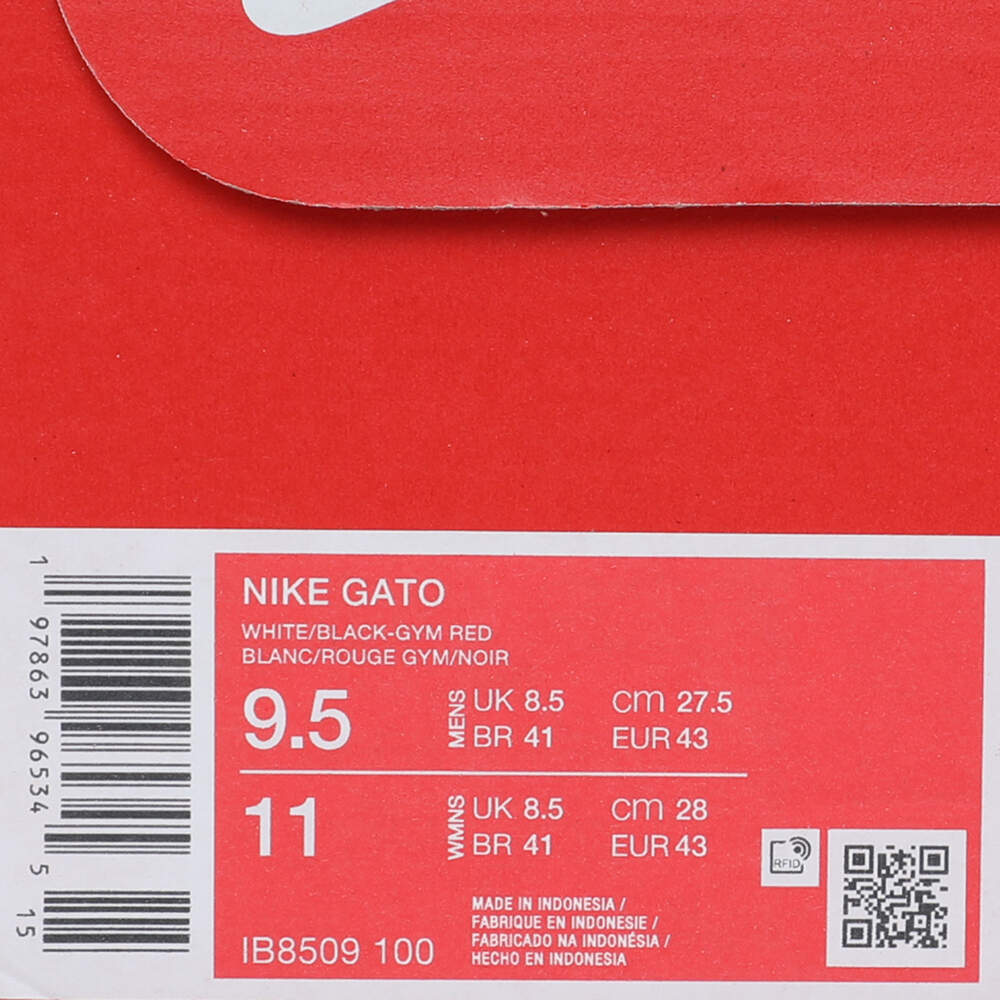 NIKE GATO
WHITE/BLACK-GYM RED
BLANC/ROUGE GYM/NOIR
9.5 MENS UK 8.5 cm 27.5
BR 41 EUR 43
11 WMNS UK 8.5 cm 28
BR 41 EUR 43
RFID
MADE IN INDONESIA /
FABRIQUE EN INDONESIE /
FABRICADO NA INDONÉSIA /
HECHO EN INDONESIA
IB8509 100
1 97863 96534 5 15